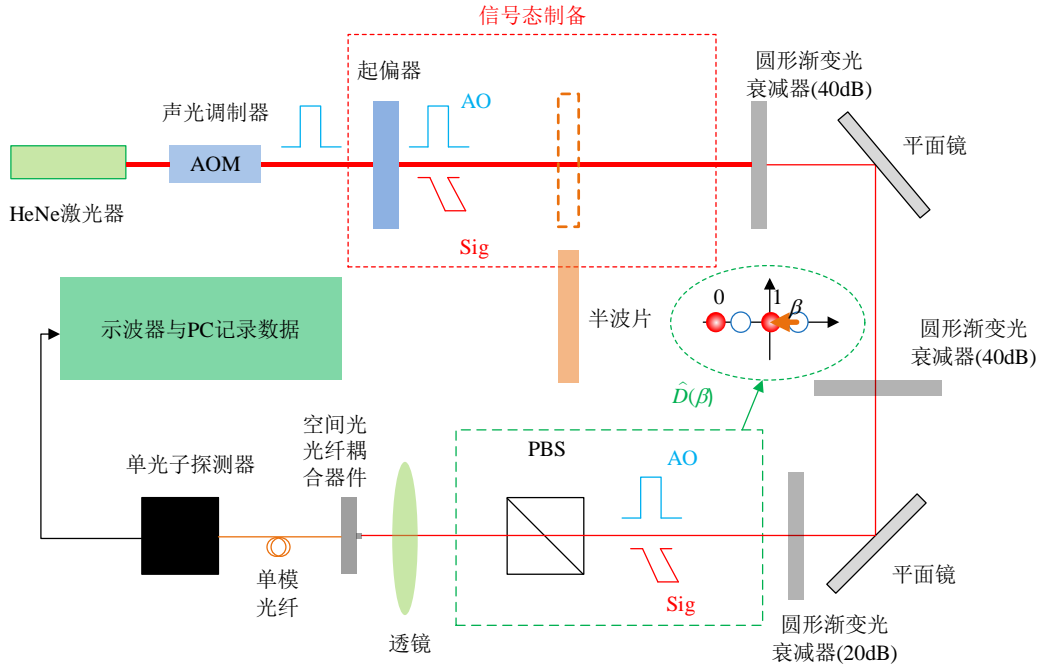 信号态制备
起偏器
AO
Sig
声光调制器
AOM
HeNe激光器
圆形渐变光
衰减器(40dB)
平面镜
半波片
示波器与PC记录数据
0
1
β
D̂(β)
圆形渐变光
衰减器(40dB)
单光子探测器
空间光
光纤耦
合器件
PBS
AO
Sig
单模
光纤
透镜
平面镜
圆形渐变光
衰减器(20dB)